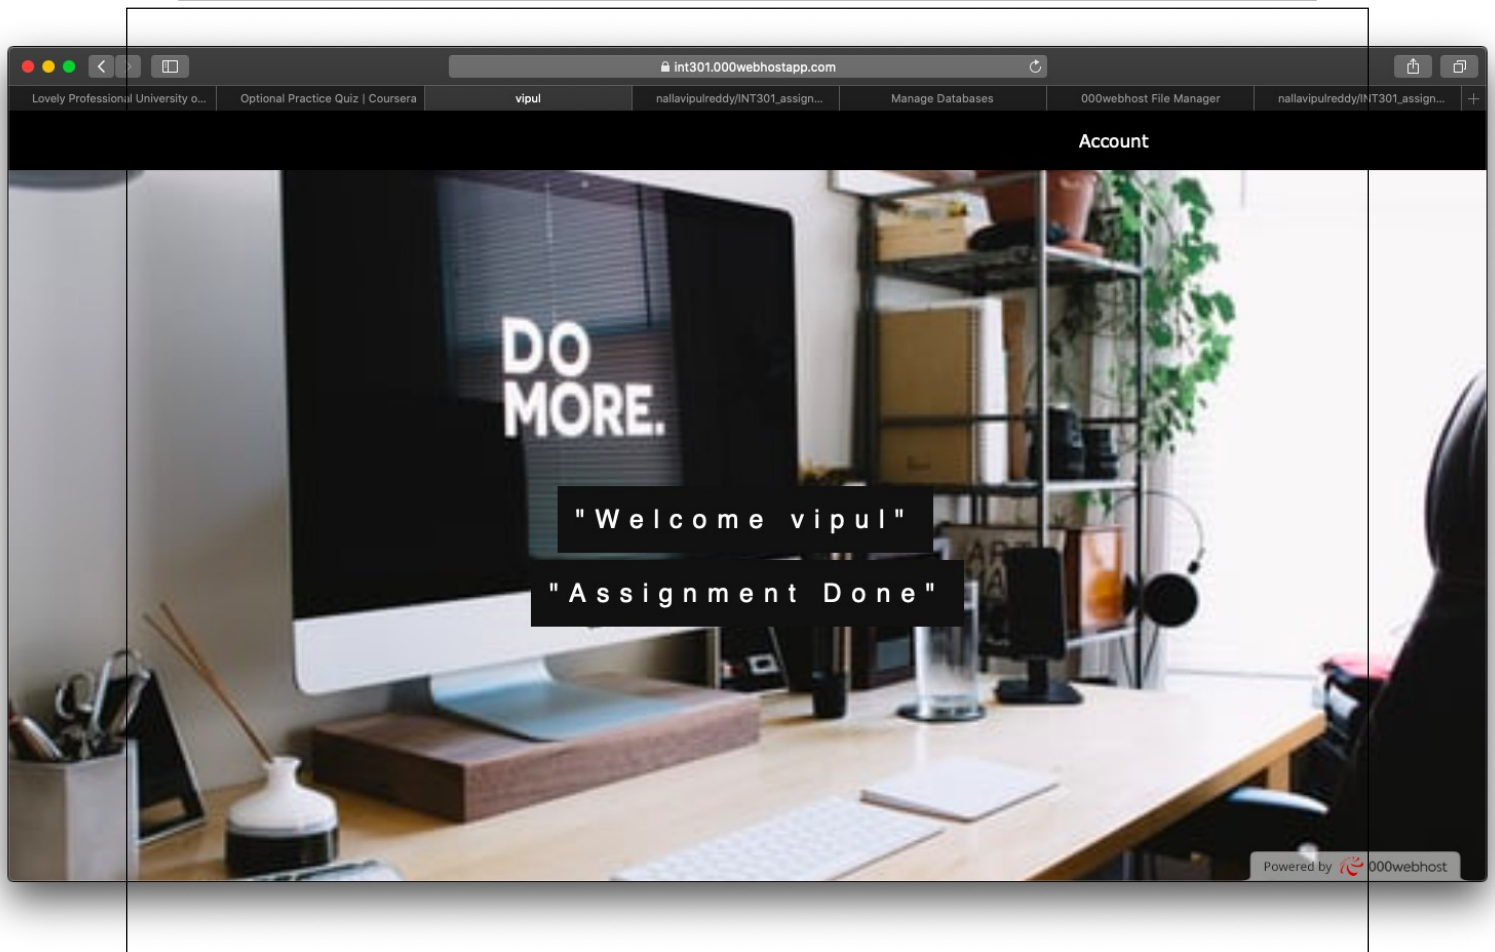 int301.000webhostapp.com
Lovely Professional University o...
Optional Practice Quiz | Coursera
vipul
nallavipulreddy/INT301_assign...
Manage Databases
000webhost File Manager
nallavipulreddy/INT301_assign...
Account
DO
MORE.
"Welcome vipul"
"Assignment Done"
Powered by 000webhost